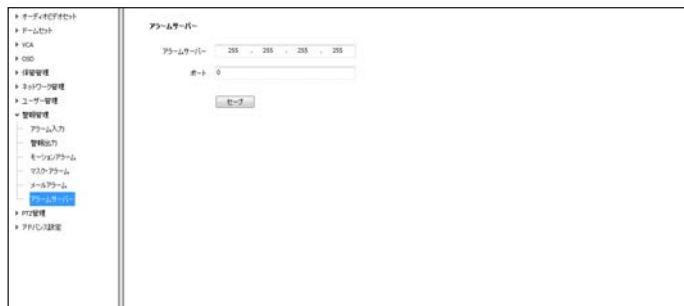 オーディオビデオセット
ドームセット
VCA
OSD
保管管理
ネットワーク管理
ユーザー管理
警報管理
アラーム入力
警報出力
モーションアラーム
マスク・アラーム
メールアラーム
アラームサーバー
PTZ管理
アドバンス設定
アラームサーバー
アラームサーバー 255 . 255 . 255 . 255
ポート 0
セーブ